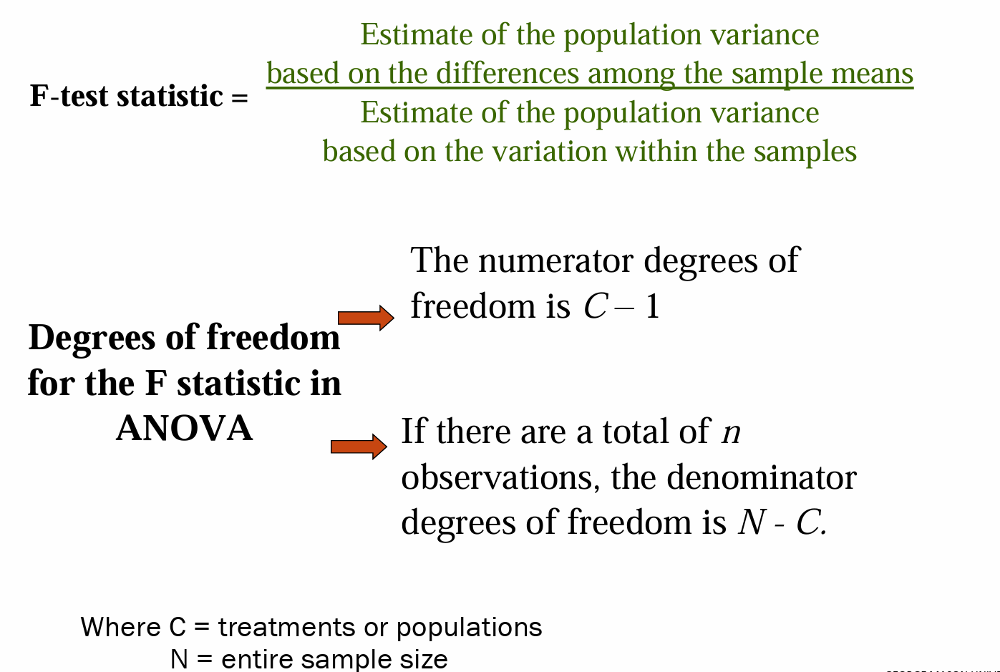 Estimate of the population variance
based on the differences among the sample means
F-test statistic =
Estimate of the population variance
based on the variation within the samples
The numerator degrees of
freedom is C – 1
Degrees of freedom
for the F statistic in
ANOVA
If there are a total of n
observations, the denominator
degrees of freedom is N - C.
Where C = treatments or populations
N = entire sample size